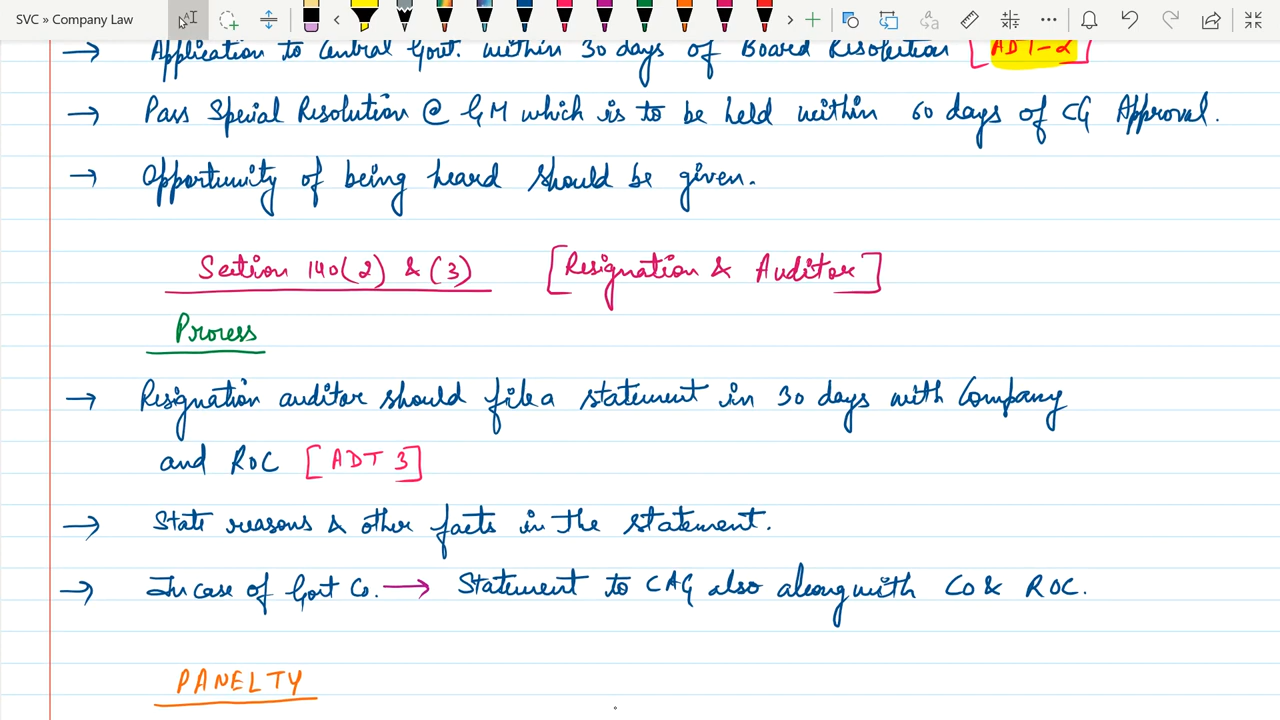 SVC » Company Law
→ Application to Central Govt. within 30 days of Board Resolution [ADT-2]
→ Pass Special Resolution @ GM which is to be held within 60 days of CG Approval.
→ Opportunity of being heard should be given.
Section 140(2) & (3) [Resignation & Auditor]
Process
→ Resignation auditor should file a statement in 30 days with Company
and ROC [ADT 3]
→ State reasons & other facts in the statement.
→ In case of Govt Co. → Statement to CAG also along with Co & ROC.
PANELTY